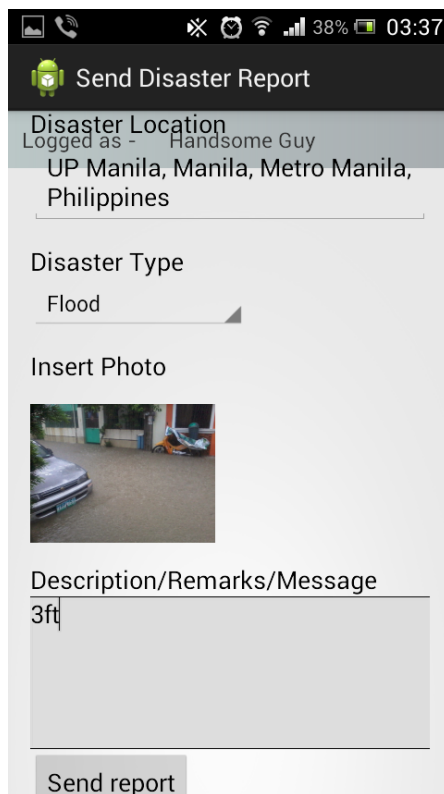 38% 03:37
Send Disaster Report
Disaster Location
Logged as - Handsome Guy
UP Manila, Manila, Metro Manila,
Philippines
Disaster Type
Flood
Insert Photo
Description/Remarks/Message
3ft
Send report